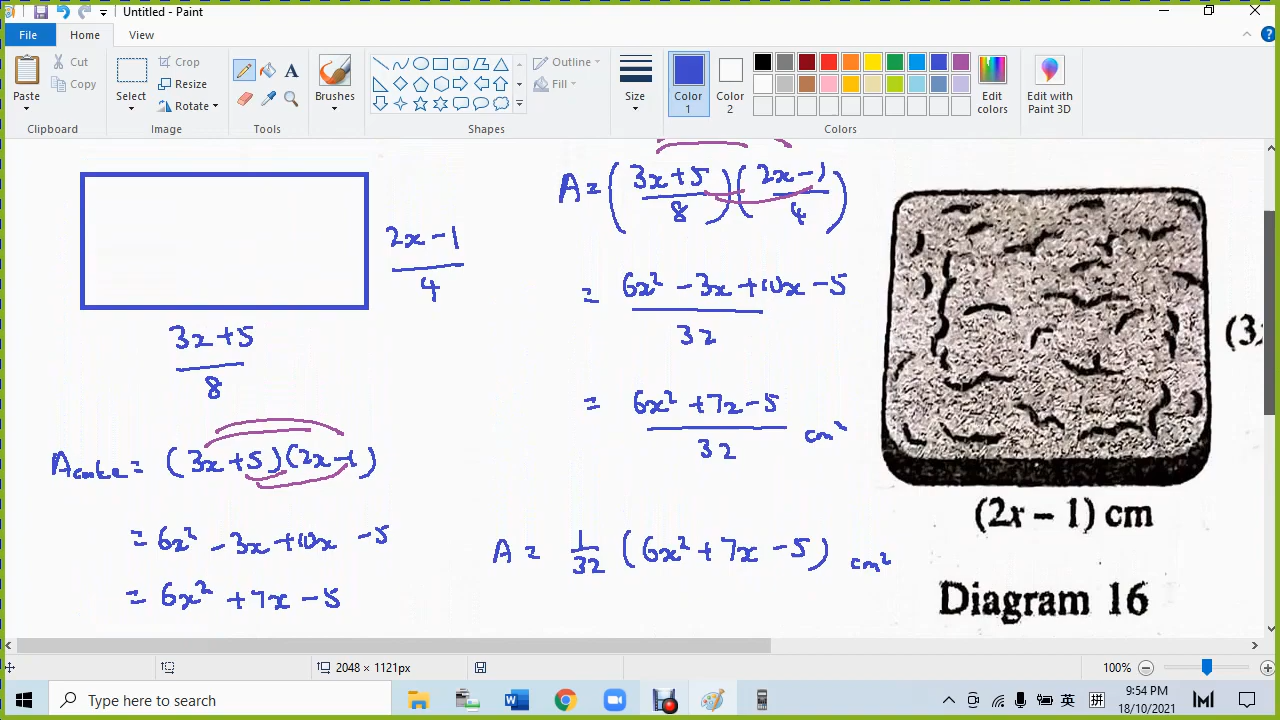 Untitled - Paint
File
Home
View
Paste
Cut
Copy
Clipboard
Select
Crop
Resize
Rotate
Image
A
Tools
Brushes
Outline
Fill
Shapes
Size
Color 1
Color 2
Edit colors
Edit with Paint 3D
Colors
2x - 1
4
3x + 5
8
A = (3x+5 / 8)(2x-1 / 4)
= 6x² - 3x + 10x - 5
32
= 6x² + 7x - 5
32 cm²
A = 1/32 (6x² + 7x - 5) cm²
= (3x+5)(2x-1)
= 6x² - 3x + 10x - 5
= 6x² + 7x - 5
(3
(2x – 1) cm
Diagram 16
2048 × 1121px
100%
Type here to search
英
拼
9:54 PM
18/10/2021